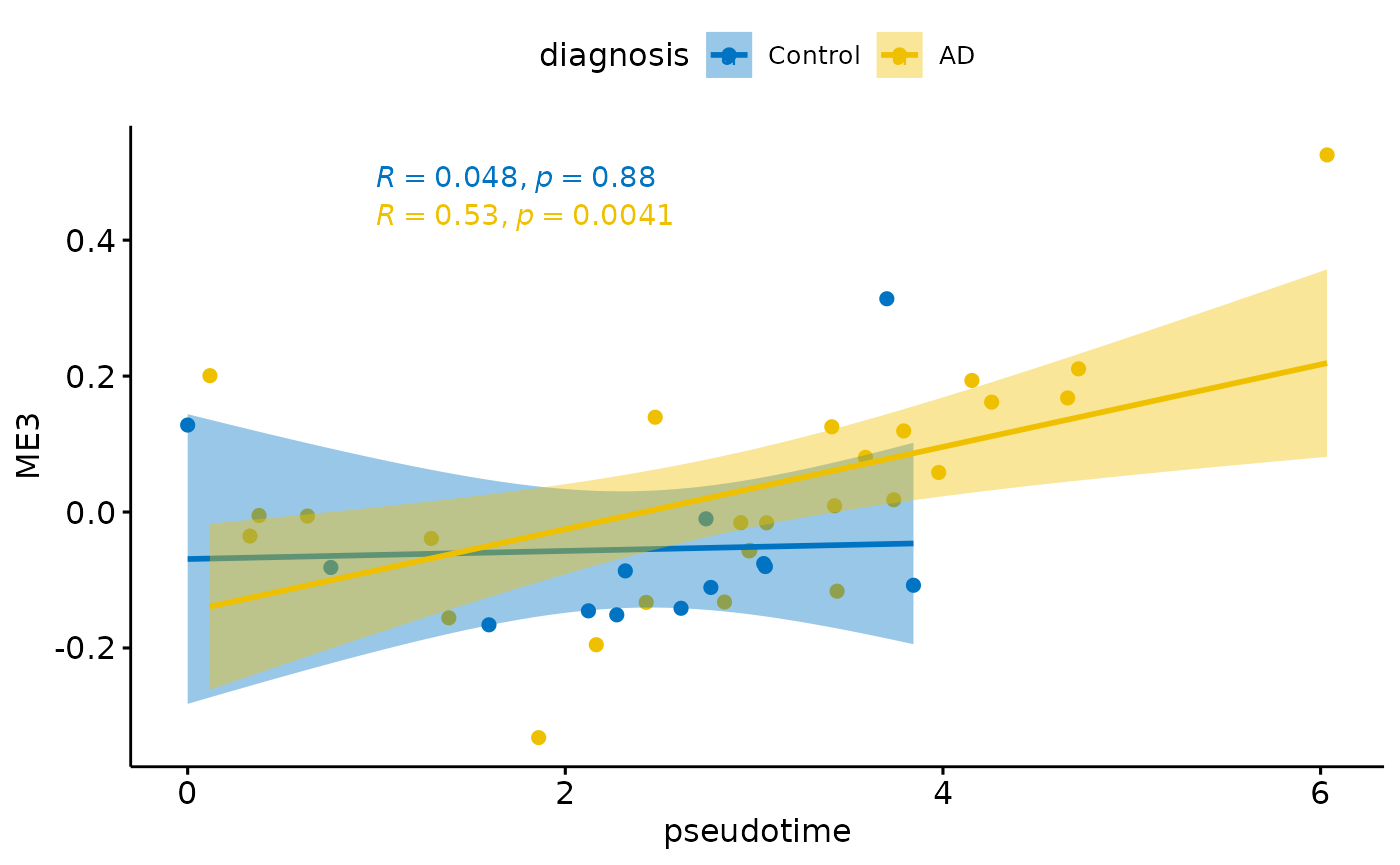 diagnosis Control AD
R = 0.048, p = 0.88
R = 0.53, p = 0.0041
ME3
0.4
0.2
0.0
-0.2
0 2 4 6
pseudotime